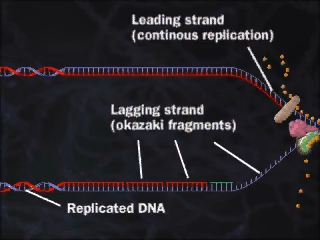 Leading strand
(continous replication)
Lagging strand
(okazaki fragments)
Replicated DNA